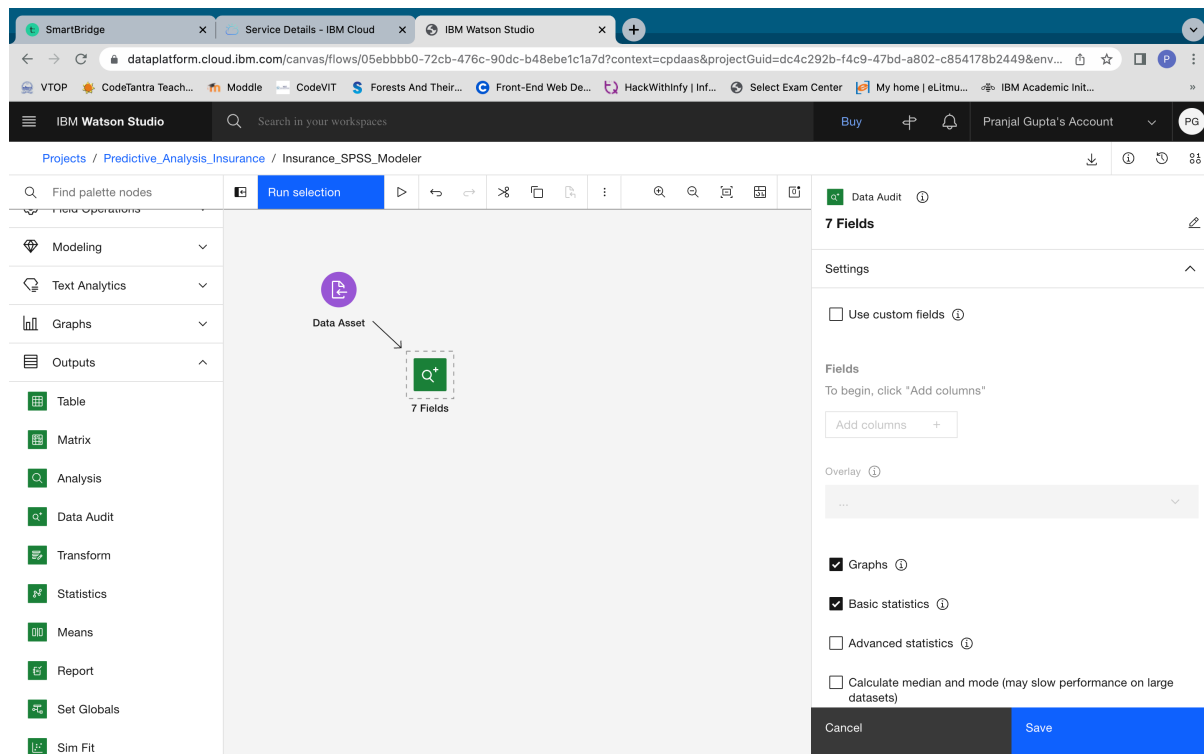 SmartBridge
Service Details - IBM Cloud
IBM Watson Studio
dataplatform.cloud.ibm.com/canvas/flows/05ebbbb0-72cb-476c-90dc-b48ebe1c1a7d?context=cpdaas&projectGuid=dc4c292b-f4c9-47bd-a802-c854178b2449&env...
P
VTOP CodeTantra Teach... Moddle CodeVIT Forests And Their... Front-End Web De... HackWithInfy | Inf... Select Exam Center My home | eLitmu... IBM Academic Init... »
IBM Watson Studio
Search in your workspaces
Buy
Pranjal Gupta's Account
PG
Projects / Predictive_Analysis_Insurance / Insurance_SPSS_Modeler
Find palette nodes
Run selection
Field Operations
Modeling
Text Analytics
Graphs
Outputs
Table
Matrix
Analysis
Data Audit
Transform
Statistics
Means
Report
Set Globals
Sim Fit
Data Asset
7 Fields
Data Audit
7 Fields
Settings
Use custom fields
Fields
To begin, click "Add columns"
Add columns +
Overlay
...
Graphs
Basic statistics
Advanced statistics
Calculate median and mode (may slow performance on large
datasets)
Cancel
Save